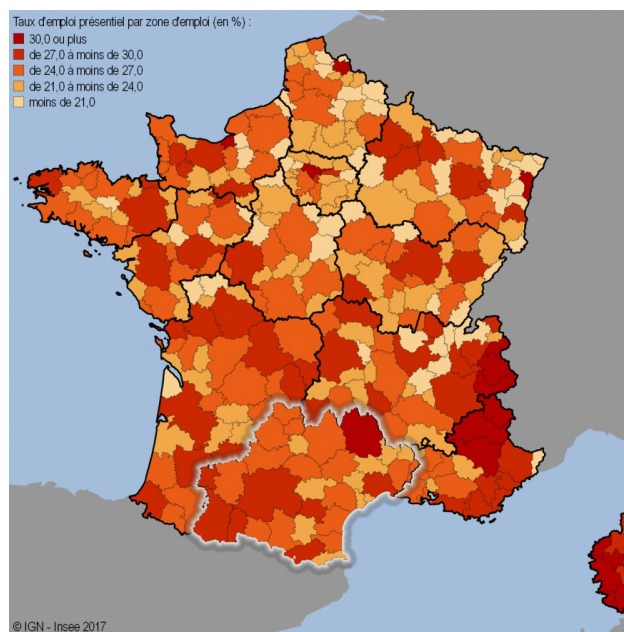 Taux d'emploi présentiel par zone d'emploi (en %) :
30,0 ou plus
de 27,0 à moins de 30,0
de 24,0 à moins de 27,0
de 21,0 à moins de 24,0
moins de 21,0
© IGN - Insee 2017